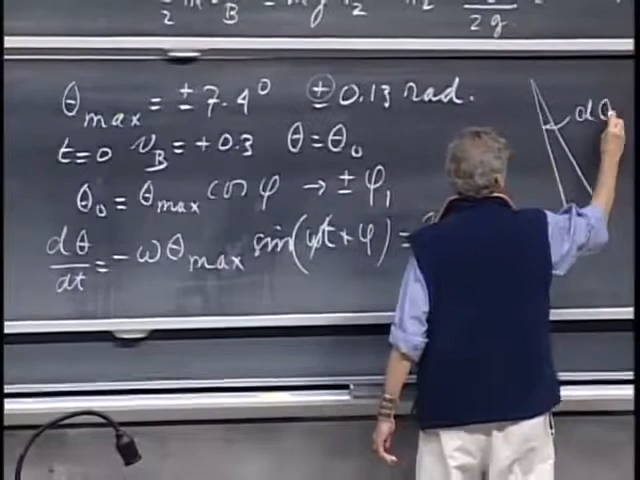 θmax = ± 7.4° ± 0.13 rad.
t=0 vB = +0.3 θ=θ0
θ0 = θmax cos φ → ± φ1
dθ/dt = -ω θmax sin(ωt+φ) =
dθ
2g